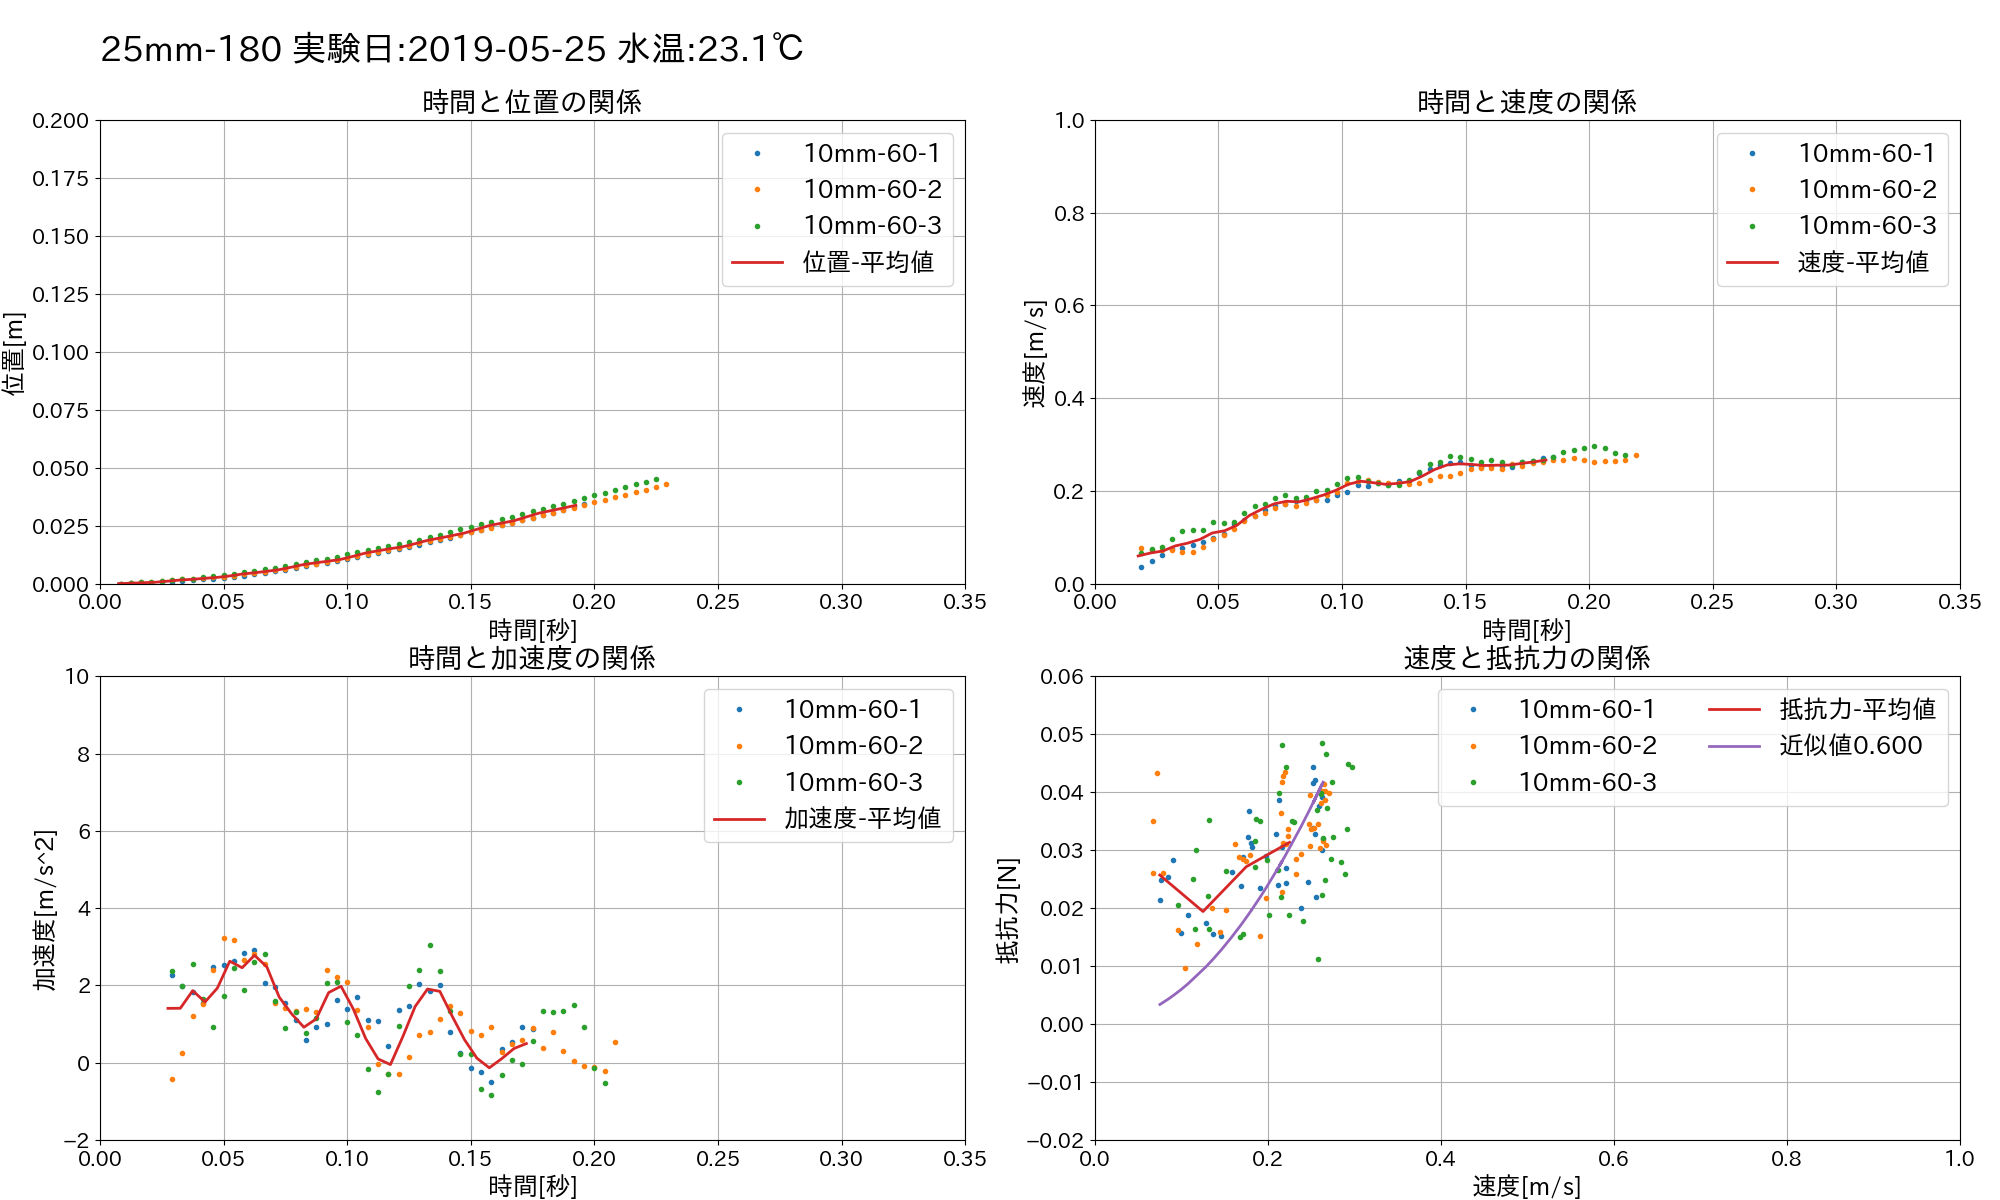 25mm-180 実験日:2019-05-25 水温:23.1℃
時間と位置の関係
0.200
0.175
0.150
0.125
0.100
0.075
0.050
0.025
0.000
位置[m]
10mm-60-1
10mm-60-2
10mm-60-3
位置-平均値
0.00 0.05 0.10 0.15 0.20 0.25 0.30 0.35
時間[秒]
時間と速度の関係
1.0
0.8
0.6
0.4
0.2
0.0
速度[m/s]
10mm-60-1
10mm-60-2
10mm-60-3
速度-平均値
0.00 0.05 0.10 0.15 0.20 0.25 0.30 0.35
時間[秒]
時間と加速度の関係
10
8
6
4
2
0
−2
加速度[m/s^2]
10mm-60-1
10mm-60-2
10mm-60-3
加速度-平均値
0.00 0.05 0.10 0.15 0.20 0.25 0.30 0.35
時間[秒]
速度と抵抗力の関係
0.06
0.05
0.04
0.03
0.02
0.01
0.00
−0.01
−0.02
抵抗力[N]
10mm-60-1
10mm-60-2
10mm-60-3
抵抗力-平均値
近似値0.600
0.0 0.2 0.4 0.6 0.8 1.0
速度[m/s]